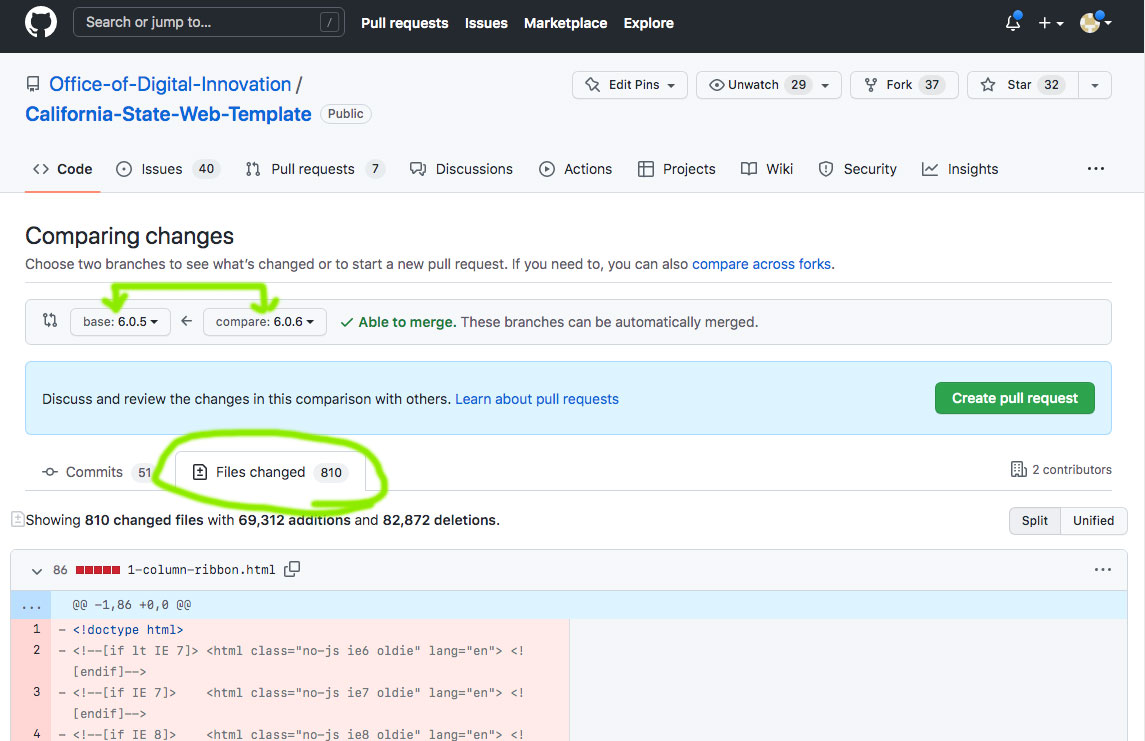 Search or jump to... /
Pull requests Issues Marketplace Explore
Office-of-Digital-Innovation /
California-State-Web-Template Public
Edit Pins Unwatch 29 Fork 37 Star 32
Code Issues 40 Pull requests 7 Discussions Actions Projects Wiki Security Insights ...
Comparing changes
Choose two branches to see what's changed or to start a new pull request. If you need to, you can also compare across forks.
base: 6.0.5 ← compare: 6.0.6 ✓ Able to merge. These branches can be automatically merged.
Discuss and review the changes in this comparison with others. Learn about pull requests Create pull request
Commits 51 Files changed 810 2 contributors
Showing 810 changed files with 69,312 additions and 82,872 deletions. Split Unified
86 1-column-ribbon.html ...
... @@ -1,86 +0,0 @@
1 - <!doctype html>
2 - <!--[if lt IE 7]> <html class="no-js ie6 oldie" lang="en"> <!
[endif]-->
3 - <!--[if IE 7]>    <html class="no-js ie7 oldie" lang="en"> <!
[endif]-->
4 - <!--[if IE 8]>    <html class="no-js ie8 oldie" lang="en"> <!